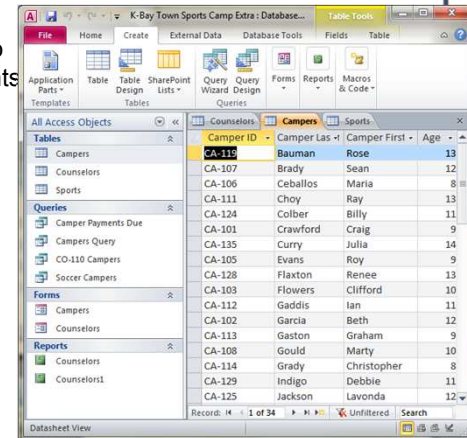 K-Bay Town Sports Camp Extra : Database...
Table Tools
File Home Create External Data Database Tools Fields Table
Application Parts
Table
Table Design
SharePoint Lists
Query Wizard
Query Design
Forms
Reports
Macros & Code
Templates
Tables
Queries
nts
All Access Objects
Tables
Campers
Counselors
Sports
Queries
Camper Payments Due
Campers Query
CO-110 Campers
Soccer Campers
Forms
Campers
Counselors
Reports
Counselors
Counselors1
Counselors Campers Sports
Camper ID Camper Las Camper First Age
CA-119 Bauman Rose 13
CA-107 Brady Sean 12
CA-106 Ceballos Maria 8
CA-111 Choy Ray 13
CA-124 Colber Billy 11
CA-101 Crawford Craig 9
CA-135 Curry Julia 14
CA-105 Evans Roy 9
CA-128 Flaxton Renee 13
CA-103 Flowers Clifford 10
CA-112 Gaddis Ian 11
CA-102 Garcia Beth 12
CA-113 Gaston Graham 9
CA-108 Gould Marty 10
CA-114 Grady Christopher 8
CA-129 Indigo Debbie 11
CA-125 Jackson Lavonda 12
Record: 1 of 34 Unfiltered Search
Datasheet View